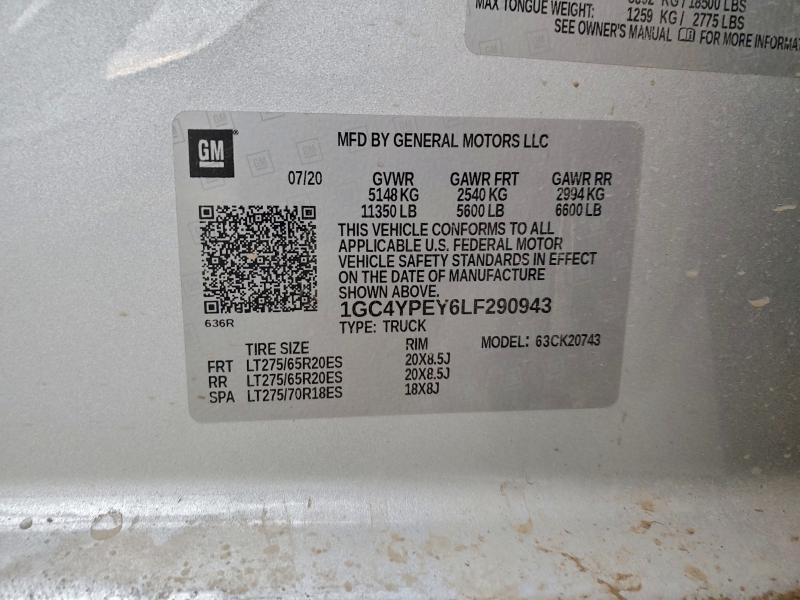 KG / 18500 LBS
MAX TONGUE WEIGHT: 1259 KG / 2775 LBS
SEE OWNER'S MANUAL FOR MORE INFORMAT
GM
MFD BY GENERAL MOTORS LLC
07/20 GVWR GAWR FRT GAWR RR
5148 KG 2540 KG 2994 KG
11350 LB 5600 LB 6600 LB
THIS VEHICLE CONFORMS TO ALL
APPLICABLE U.S. FEDERAL MOTOR
VEHICLE SAFETY STANDARDS IN EFFECT
ON THE DATE OF MANUFACTURE
SHOWN ABOVE.
1GC4YPEY6LF290943
636R
TYPE: TRUCK
TIRE SIZE RIM MODEL: 63CK20743
FRT LT275/65R20ES 20X8.5J
RR LT275/65R20ES 20X8.5J
SPA LT275/70R18ES 18X8J